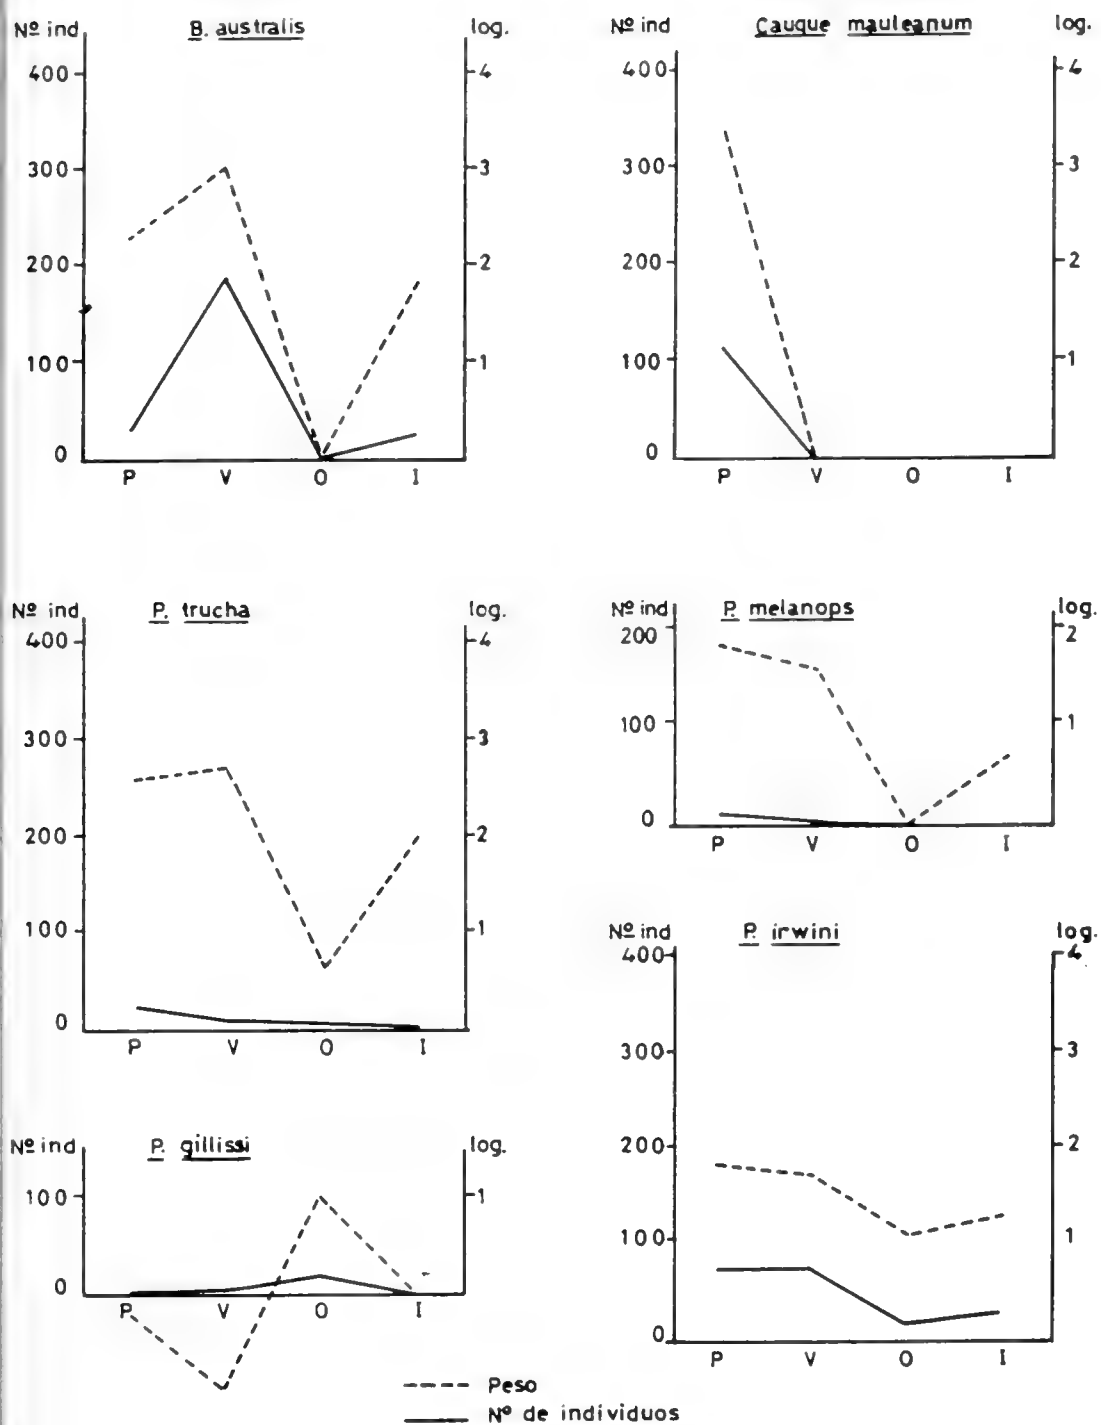 Nº ind B. australis log.
400 4
300 3
200 2
100 1
0
P V O I
Nº ind Cauque mauleanum log.
400 4
300 3
200 2
100 1
0
P V O I
Nº ind P. trucha log.
400 4
300 3
200 2
100 1
0
P V O I
Nº ind P. melanops log.
200 2
100 1
0
P V O I
Nº ind P. irwini log.
400 4
300 3
200 2
100 1
0
P V O I
Nº ind P. gillissi log.
100 1
0
P V O I
Peso
Nº de individuos